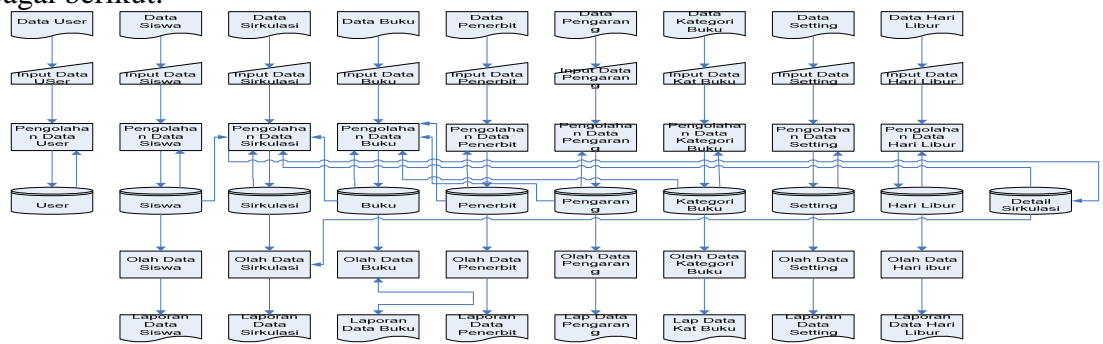 bagai berikut:
Data User
Data
Siswa
Data
Sirkulasi
Data Buku
Data
Penerbit
Data
Pengaran
g
Data
Kategori
Buku
Data
Setting
Data Hari
Libur
Input Data
USer
Input Data
Siswa
Input Data
Sirkulasi
Input Data
Buku
Input Data
Penerbit
Input Data
Pengaran
g
Input Data
Kat Buku
Input Data
Setting
Input Data
Hari Libur
Pengolaha
n Data
User
Pengolaha
n Data
Siswa
Pengolaha
n Data
Sirkulasi
Pengolaha
n Data
Buku
Pengolaha
n Data
Penerbit
Pengolaha
n Data
Pengaran
g
Pengolaha
n Data
Kategori
Buku
Pengolaha
n Data
Setting
Pengolaha
n Data
Hari Libur
User
Siswa
Sirkulasi
Buku
Penerbit
Pengaran
g
Kategori
Buku
Setting
Hari Libur
Detail
Sirkulasi
Olah Data
Siswa
Olah Data
Sirkulasi
Olah Data
Buku
Olah Data
Penerbit
Olah Data
Pengaran
g
Olah Data
Kategori
Buku
Olah Data
Setting
Olah Data
Hari ibur
Laporan
Data
Siswa
Laporan
Data
Sirkulasi
Laporan
Data Buku
Laporan
Data
Penerbit
Lap Data
Pengaran
g
Lap Data
Kat Buku
Laporan
Data
Setting
Laporan
Data Hari
Libur